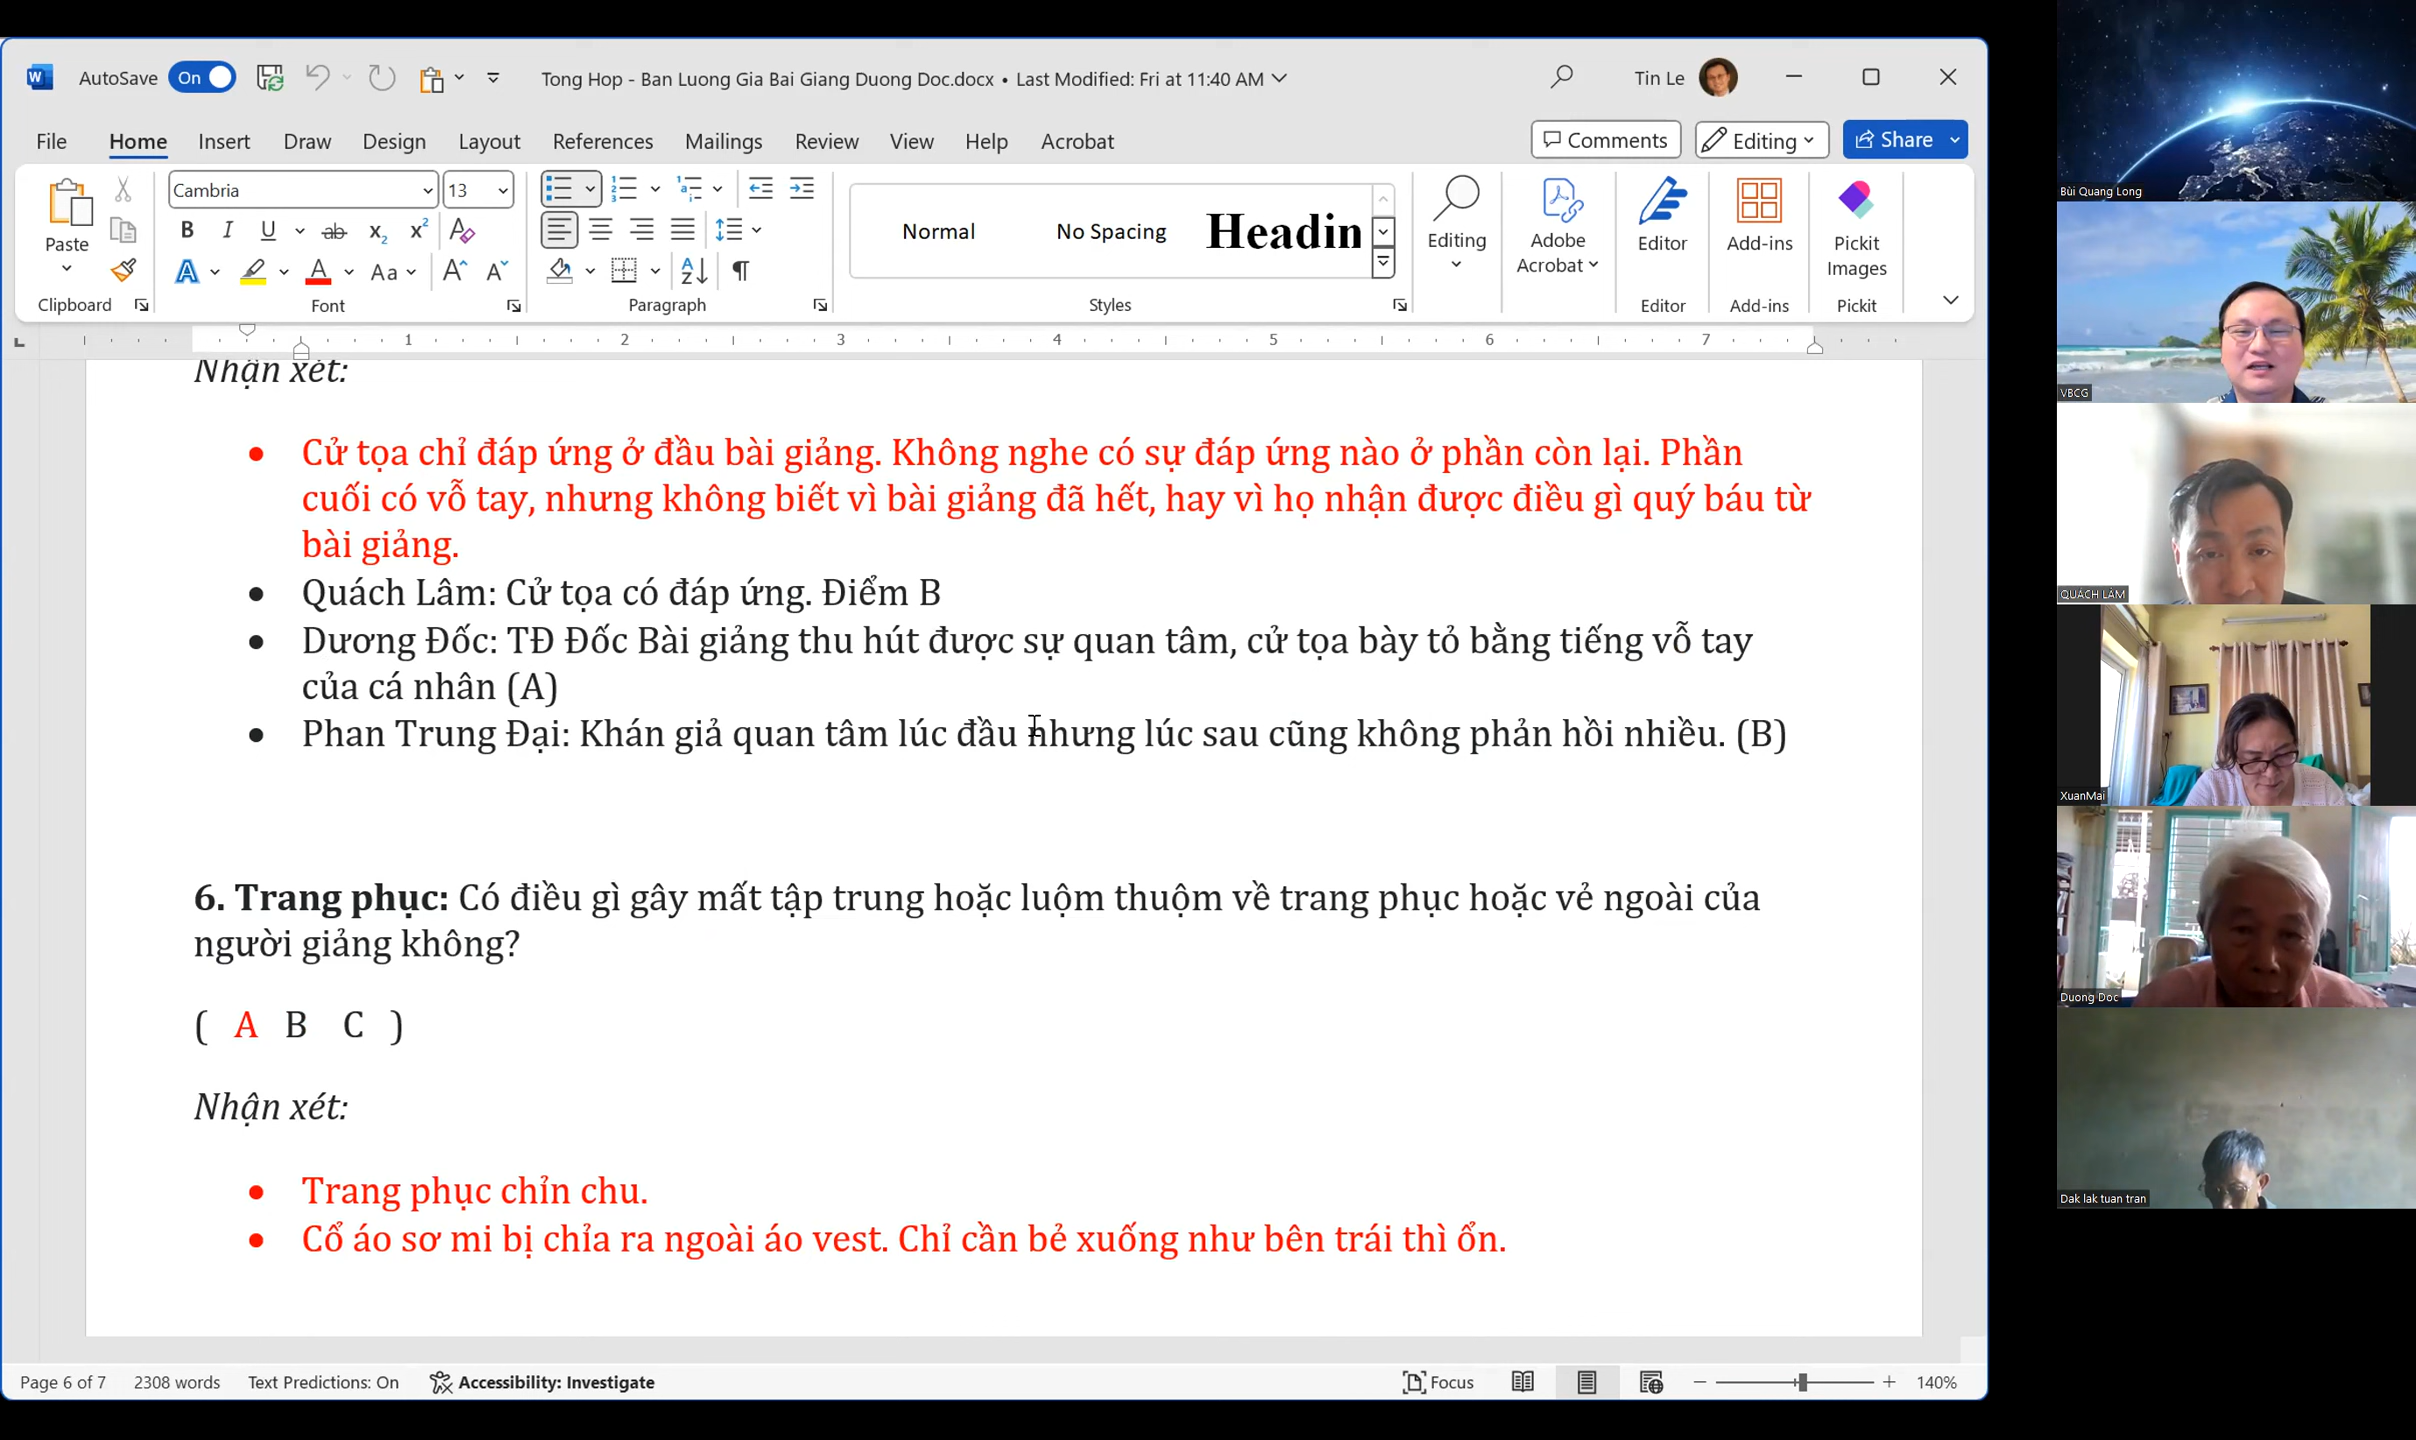 AutoSave On Tong Hop - Ban Luong Gia Bai Giang Duong Doc.docx • Last Modified: Fri at 11:40 AM Tin Le
File Home Insert Draw Design Layout References Mailings Review View Help Acrobat Comments Editing Share
Paste
Clipboard
Cambria 13
Font
Paragraph
Normal No Spacing Headin
Styles
Editing
Adobe Acrobat
Editor
Editor
Add-ins
Add-ins
Pickit Images
Pickit
1 2 3 4 5 6 7
Nhận xét:
• Cử tọa chỉ đáp ứng ở đầu bài giảng. Không nghe có sự đáp ứng nào ở phần còn lại. Phần
cuối có vỗ tay, nhưng không biết vì bài giảng đã hết, hay vì họ nhận được điều gì quý báu từ
bài giảng.
• Quách Lâm: Cử tọa có đáp ứng. Điểm B
• Dương Đốc: TĐ Đốc Bài giảng thu hút được sự quan tâm, cử tọa bày tỏ bằng tiếng vỗ tay
của cá nhân (A)
• Phan Trung Đại: Khán giả quan tâm lúc đầu nhưng lúc sau cũng không phản hồi nhiều. (B)
6. Trang phục: Có điều gì gây mất tập trung hoặc luộm thuộm về trang phục hoặc vẻ ngoài của
người giảng không?
( A B C )
Nhận xét:
• Trang phục chỉn chu.
• Cổ áo sơ mi bị chỉa ra ngoài áo vest. Chỉ cần bẻ xuống như bên trái thì ổn.
Page 6 of 7 2308 words Text Predictions: On Accessibility: Investigate Focus 140%
Bùi Quang Long
VBCG
QUÁCH LÂM
XuanMai
Duong Doc
Dak lak tuan tran